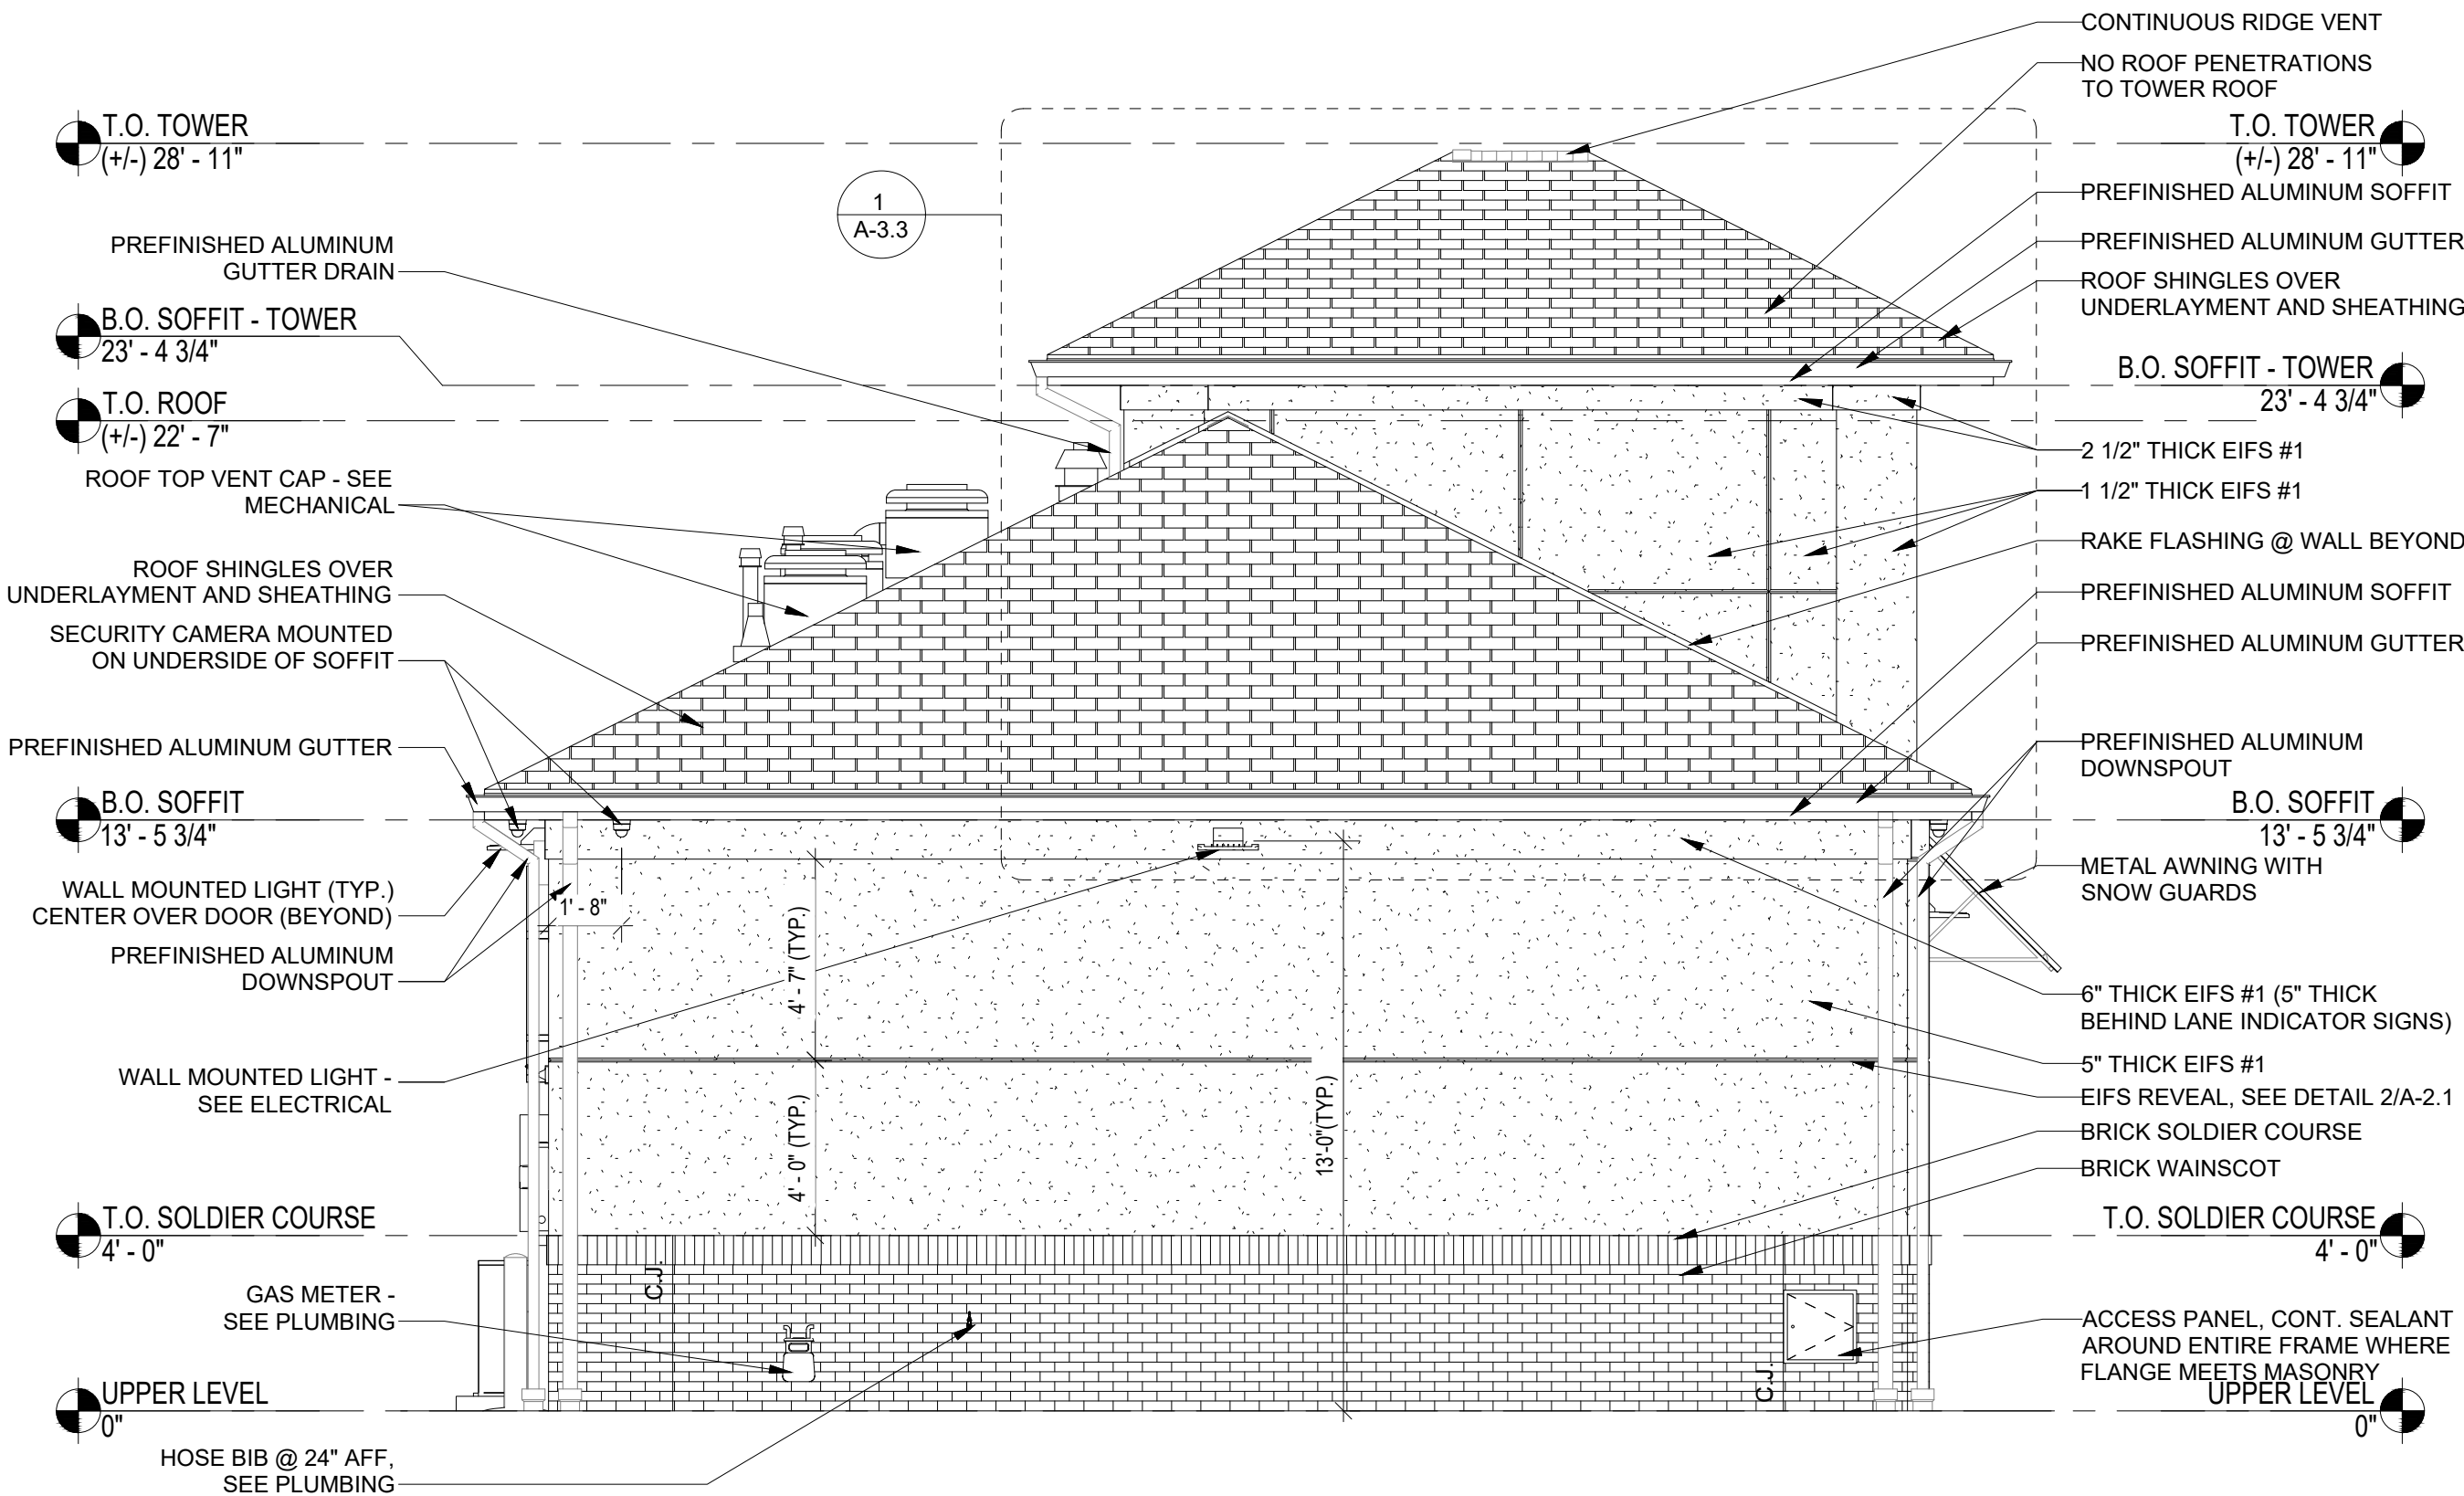 CONTINUOUS RIDGE VENT
NO ROOF PENETRATIONS
TO TOWER ROOF
T.O. TOWER
(+/-) 28' - 11"
T.O. TOWER
(+/-) 28' - 11"
1
A-3.3
PREFINISHED ALUMINUM SOFFIT
PREFINISHED ALUMINUM
GUTTER DRAIN
PREFINISHED ALUMINUM GUTTER
ROOF SHINGLES OVER
UNDERLAYMENT AND SHEATHING
B.O. SOFFIT - TOWER
23' - 4 3/4"
B.O. SOFFIT - TOWER
23' - 4 3/4"
T.O. ROOF
(+/-) 22' - 7"
2 1/2" THICK EIFS #1
ROOF TOP VENT CAP - SEE
MECHANICAL
1 1/2" THICK EIFS #1
RAKE FLASHING @ WALL BEYOND
ROOF SHINGLES OVER
UNDERLAYMENT AND SHEATHING
PREFINISHED ALUMINUM SOFFIT
SECURITY CAMERA MOUNTED
ON UNDERSIDE OF SOFFIT
PREFINISHED ALUMINUM GUTTER
PREFINISHED ALUMINUM GUTTER
PREFINISHED ALUMINUM
DOWNSPOUT
B.O. SOFFIT
13' - 5 3/4"
B.O. SOFFIT
13' - 5 3/4"
METAL AWNING WITH
SNOW GUARDS
WALL MOUNTED LIGHT (TYP.)
CENTER OVER DOOR (BEYOND)
1' - 8"
4' - 7" (TYP.)
PREFINISHED ALUMINUM
DOWNSPOUT
6" THICK EIFS #1 (5" THICK
BEHIND LANE INDICATOR SIGNS)
5" THICK EIFS #1
WALL MOUNTED LIGHT -
SEE ELECTRICAL
EIFS REVEAL, SEE DETAIL 2/A-2.1
4' - 0" (TYP.)
13'-0"(TYP.)
BRICK SOLDIER COURSE
BRICK WAINSCOT
T.O. SOLDIER COURSE
4' - 0"
T.O. SOLDIER COURSE
4' - 0"
C.J.
GAS METER -
SEE PLUMBING
ACCESS PANEL, CONT. SEALANT
AROUND ENTIRE FRAME WHERE
FLANGE MEETS MASONRY
C.J.
UPPER LEVEL
0"
UPPER LEVEL
0"
HOSE BIB @ 24" AFF,
SEE PLUMBING